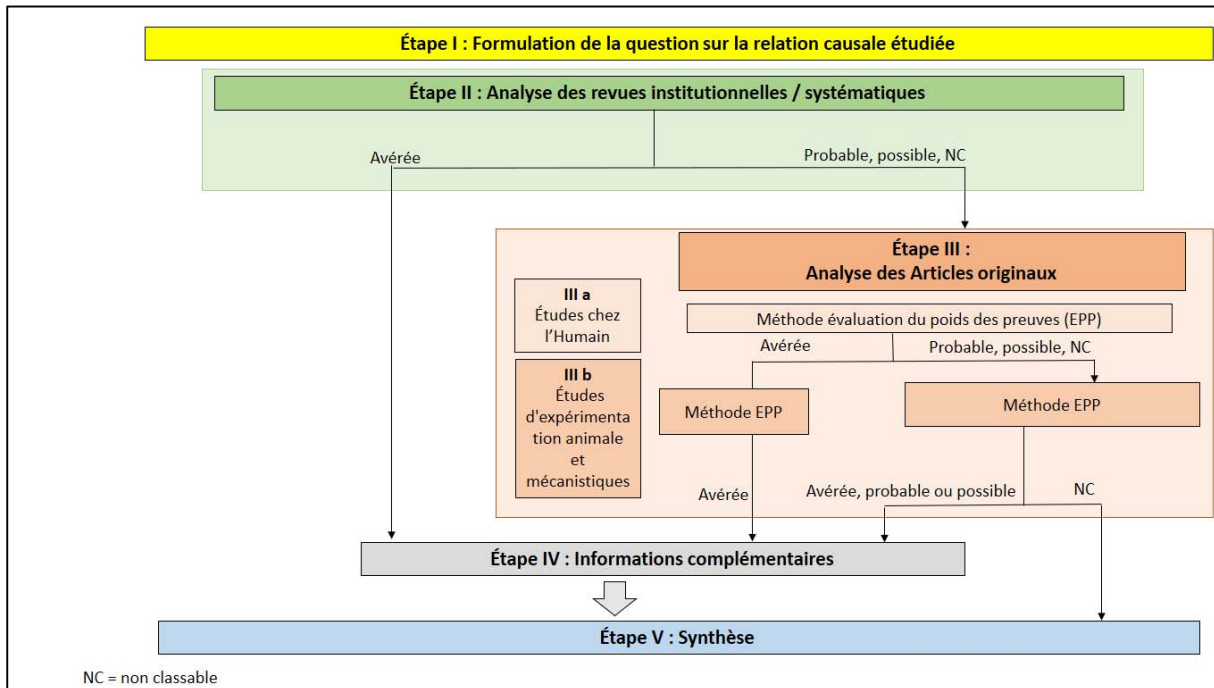 Étape I : Formulation de la question sur la relation causale étudiée
Étape II : Analyse des revues institutionnelles / systématiques
Avérée
Probable, possible, NC
Étape III :
Analyse des Articles originaux
III a
Études chez
l’Humain
Méthode évaluation du poids des preuves (EPP)
Avérée
Probable, possible, NC
III b
Études
d'expérimenta
tion animale
et
mécanistiques
Méthode EPP
Méthode EPP
Avérée
Avérée, probable ou possible
NC
Étape IV : Informations complémentaires
Étape V : Synthèse
NC = non classable